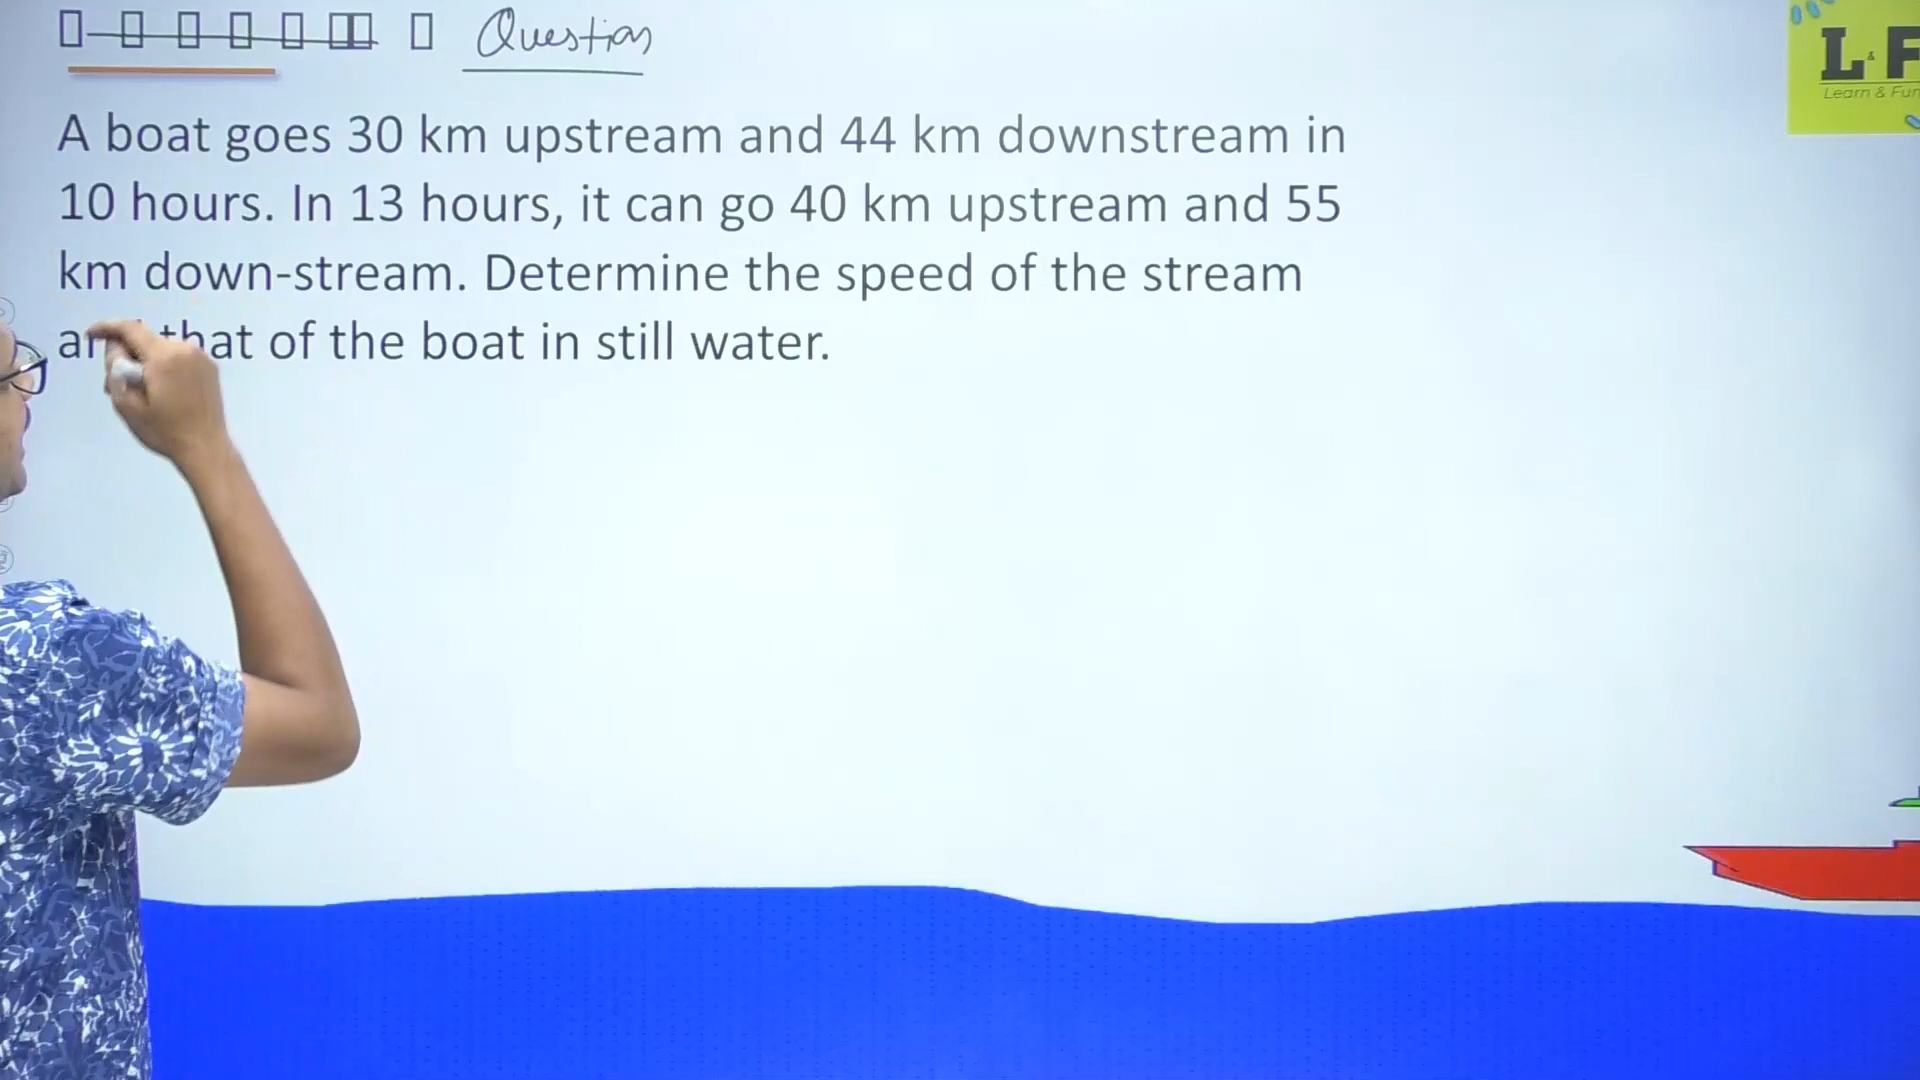 Question
A boat goes 30 km upstream and 44 km downstream in
10 hours. In 13 hours, it can go 40 km upstream and 55
km down-stream. Determine the speed of the stream
that of the boat in still water.
L & F
Learn & Fun